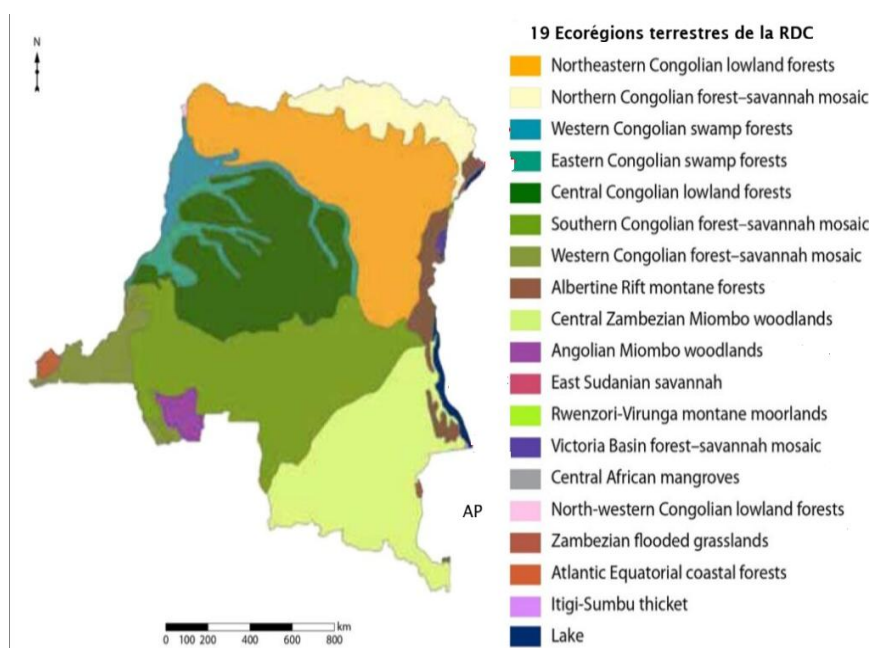 19 Ecorégions terrestres de la RDC
N
Northeastern Congolian lowland forests
Northern Congolian forest–savannah mosaic
Western Congolian swamp forests
Eastern Congolian swamp forests
Central Congolian lowland forests
Southern Congolian forest–savannah mosaic
Western Congolian forest–savannah mosaic
Albertine Rift montane forests
Central Zambezian Miombo woodlands
Angolian Miombo woodlands
East Sudanian savannah
Rwenzori-Virunga montane moorlands
Victoria Basin forest–savannah mosaic
Central African mangroves
North-western Congolian lowland forests
AP
Zambezian flooded grasslands
Atlantic Equatorial coastal forests
Itigi-Sumbu thicket
Lake
km
0 100 200 400 600 800